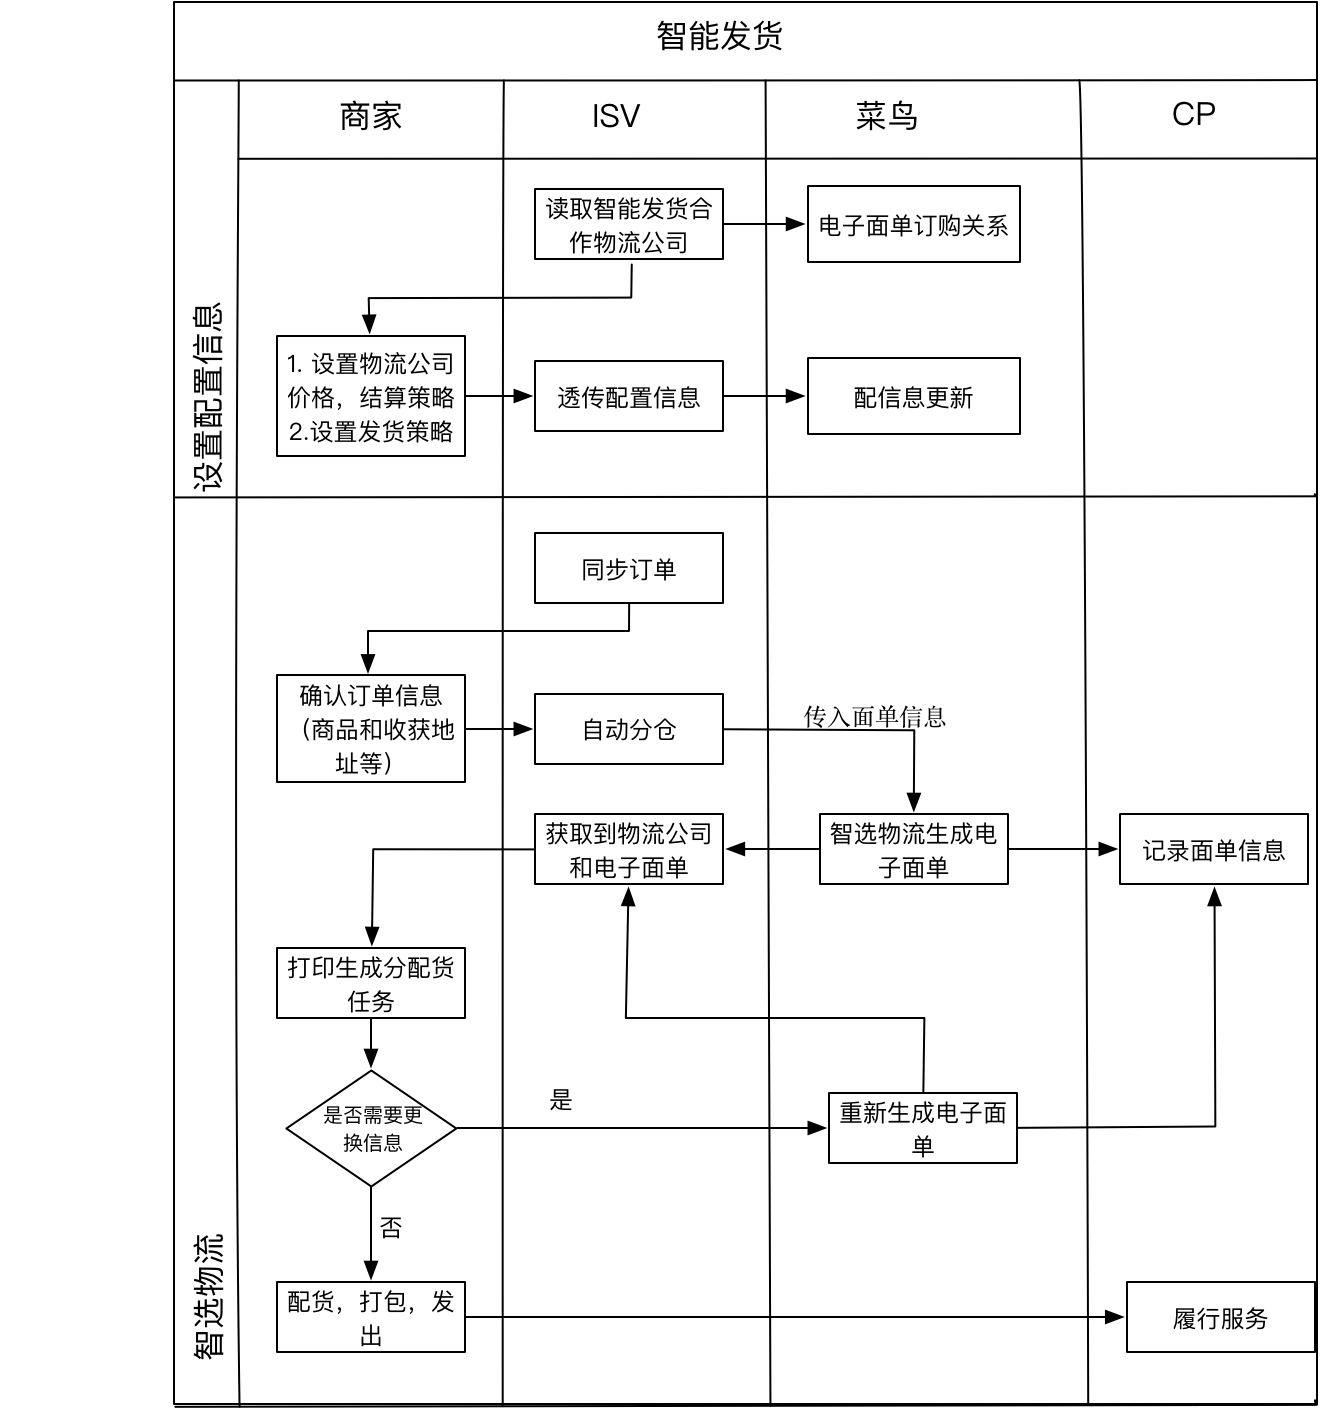 智能发货
商家
ISV
菜鸟
CP
设置配置信息
读取智能发货合
作物流公司
电子面单订购关系
1. 设置物流公司
价格，结算策略
2.设置发货策略
透传配置信息
配信息更新
智选物流
同步订单
确认订单信息
（商品和收获地
址等）
自动分仓
传入面单信息
获取到物流公司
和电子面单
智选物流生成电
子面单
记录面单信息
打印生成分配货
任务
是否需要更
换信息
是
重新生成电子面
单
否
配货，打包，发
出
履行服务